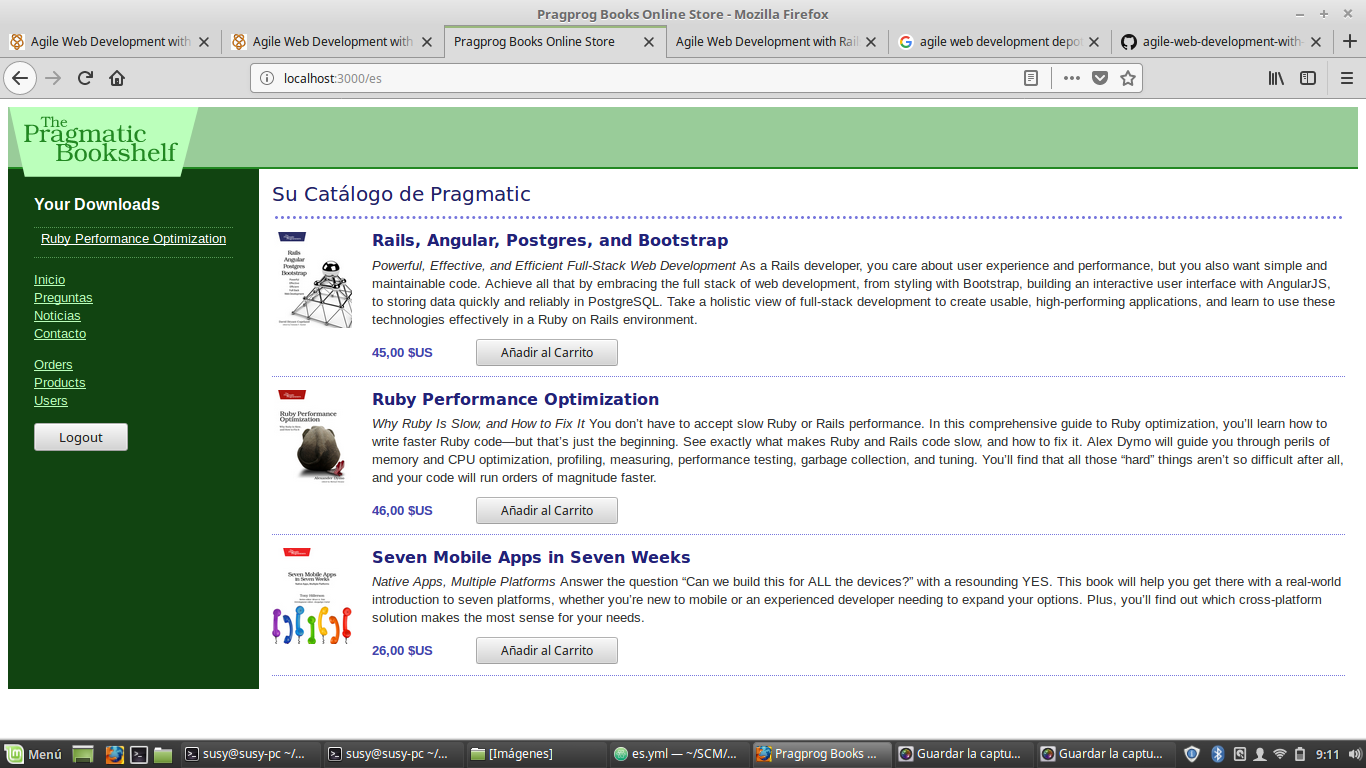 Pragprog Books Online Store - Mozilla Firefox
Agile Web Development with
Agile Web Development with
Pragprog Books Online Store
Agile Web Development with Rail
agile web development depot
agile-web-development-with-
localhost:3000/es
The
Pragmatic
Bookshelf
Your Downloads
Ruby Performance Optimization
Inicio
Preguntas
Noticias
Contacto
Orders
Products
Users
Logout
Su Catálogo de Pragmatic
Rails
Angular
Postgres
Bootstrap
Rails, Angular, Postgres, and Bootstrap
Powerful, Effective, and Efficient Full-Stack Web Development As a Rails developer, you care about user experience and performance, but you also want simple and
maintainable code. Achieve all that by embracing the full stack of web development, from styling with Bootstrap, building an interactive user interface with AngularJS,
to storing data quickly and reliably in PostgreSQL. Take a holistic view of full-stack development to create usable, high-performing applications, and learn to use these
technologies effectively in a Ruby on Rails environment.
45,00 $US
Añadir al Carrito
Ruby Performance
Optimization
Ruby Performance Optimization
Why Ruby Is Slow, and How to Fix It You don’t have to accept slow Ruby or Rails performance. In this comprehensive guide to Ruby optimization, you’ll learn how to
write faster Ruby code—but that’s just the beginning. See exactly what makes Ruby and Rails code slow, and how to fix it. Alex Dymo will guide you through perils of
memory and CPU optimization, profiling, measuring, performance testing, garbage collection, and tuning. You’ll find that all those “hard” things aren’t so difficult after all,
and your code will run orders of magnitude faster.
46,00 $US
Añadir al Carrito
Seven Mobile Apps
in Seven Weeks
Seven Mobile Apps in Seven Weeks
Native Apps, Multiple Platforms Answer the question “Can we build this for ALL the devices?” with a resounding YES. This book will help you get there with a real-world
introduction to seven platforms, whether you’re new to mobile or an experienced developer needing to expand your options. Plus, you’ll find out which cross-platform
solution makes the most sense for your needs.
26,00 $US
Añadir al Carrito
Menú
susy@susy-pc ~/...
susy@susy-pc ~/...
[Imágenes]
es.yml — ~/SCM/...
Pragprog Books ...
Guardar la captu...
Guardar la captu...
9:11